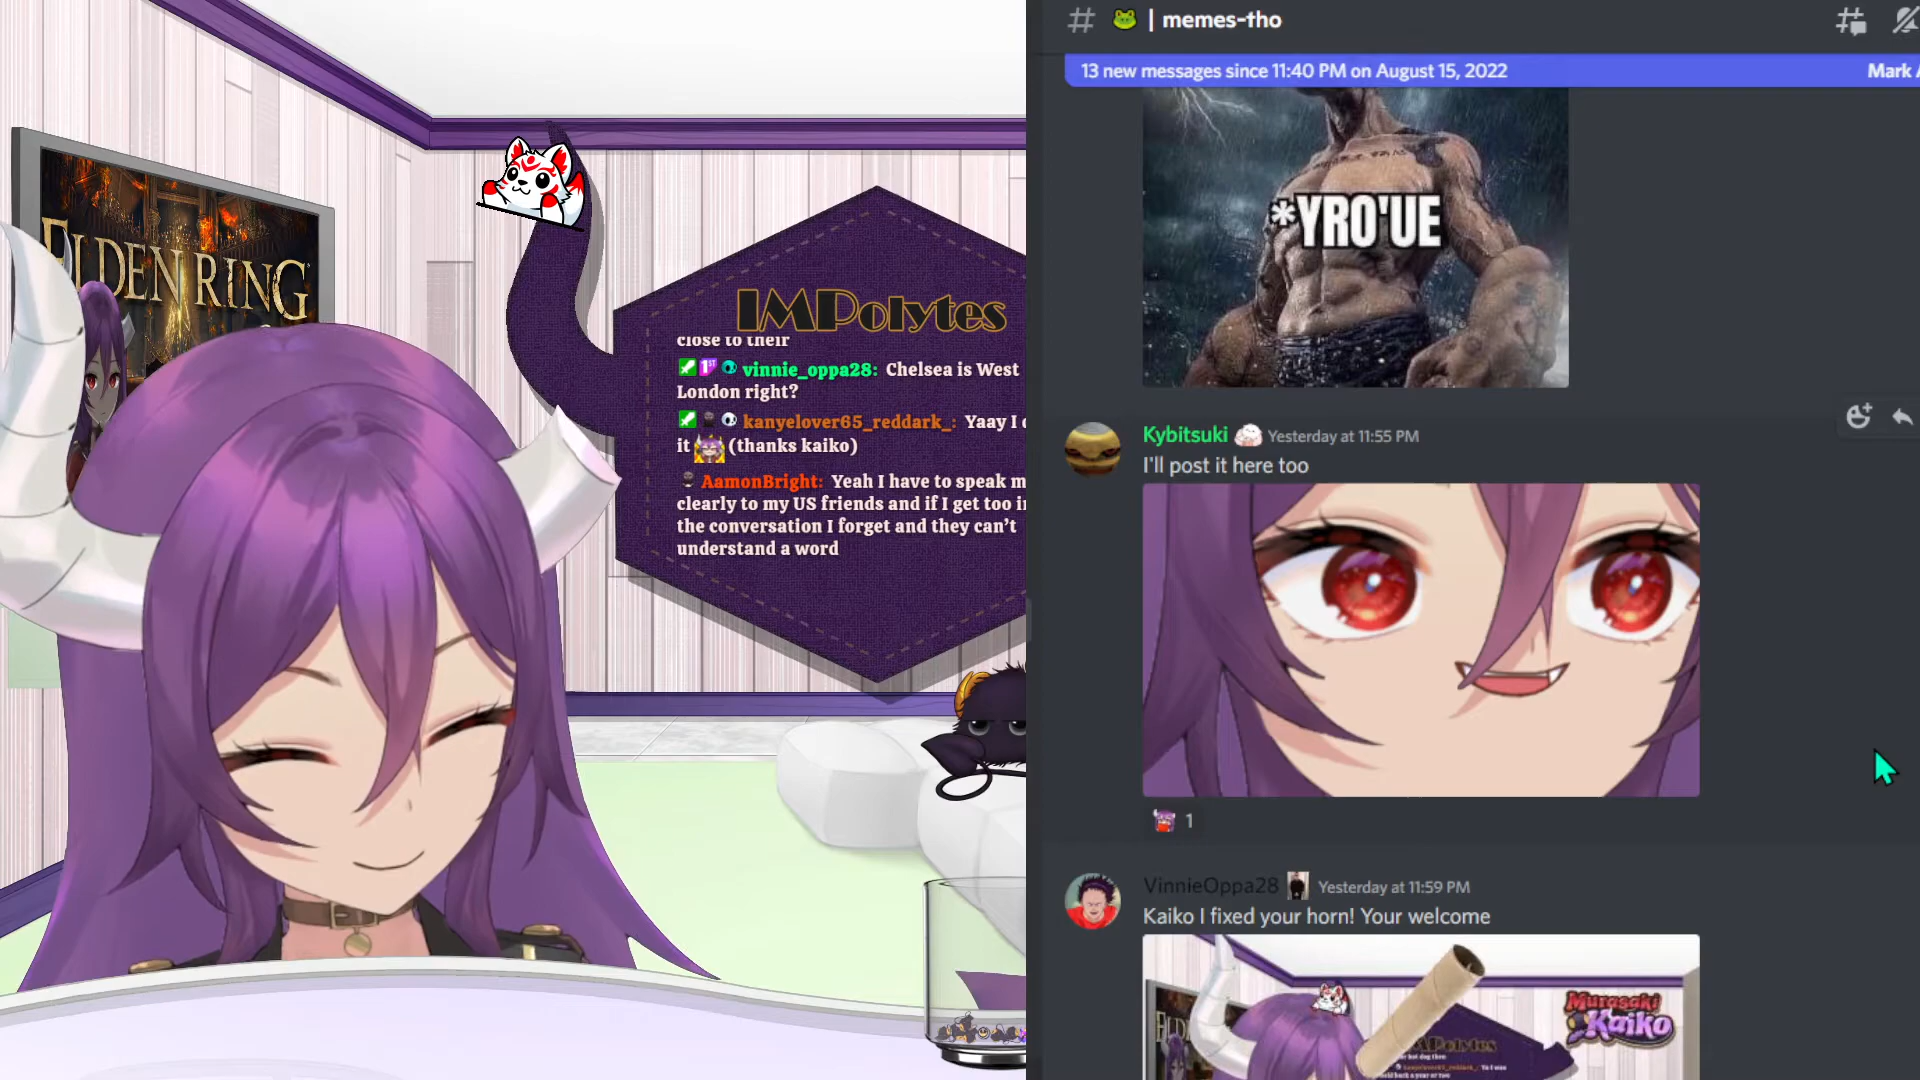 ELDEN RING
IMPolytes
close to their
vinnie_oppa28: Chelsea is West
London right?
kanyelover65_reddark_: Yaay I
it (thanks kaiko)
AamonBright: Yeah I have to speak
clearly to my US friends and if I get too
the conversation I forget and they can't
understand a word
# 🐸 | memes-tho
13 new messages since 11:40 PM on August 15, 2022
Mark
*YRO'UE
Kybitsuki Yesterday at 11:55 PM
I'll post it here too
1
VinnieOppa28 Yesterday at 11:59 PM
Kaiko I fixed your horn! Your welcome
Murasaki
Kaiko